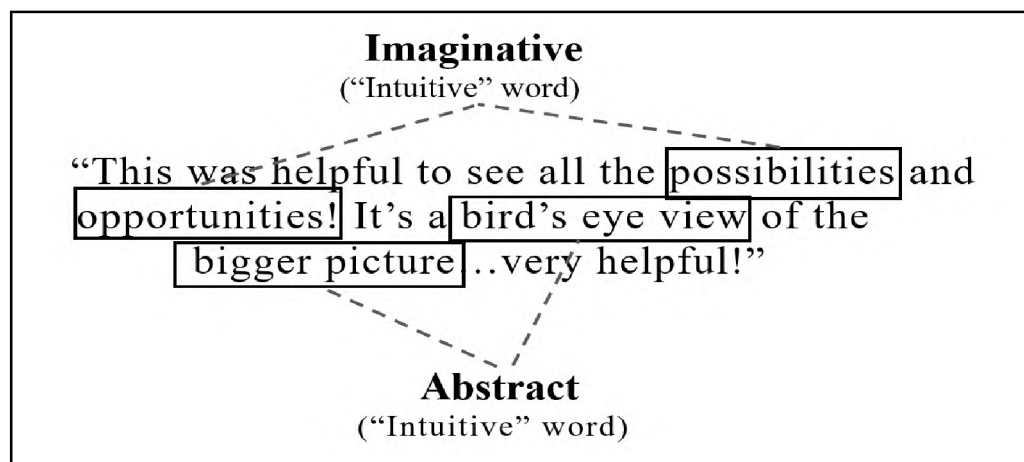 Imaginative
(“Intuitive” word)
“This was helpful to see all the possibilities and
opportunities! It’s a bird’s eye view of the
bigger picture...very helpful!”
Abstract
(“Intuitive” word)